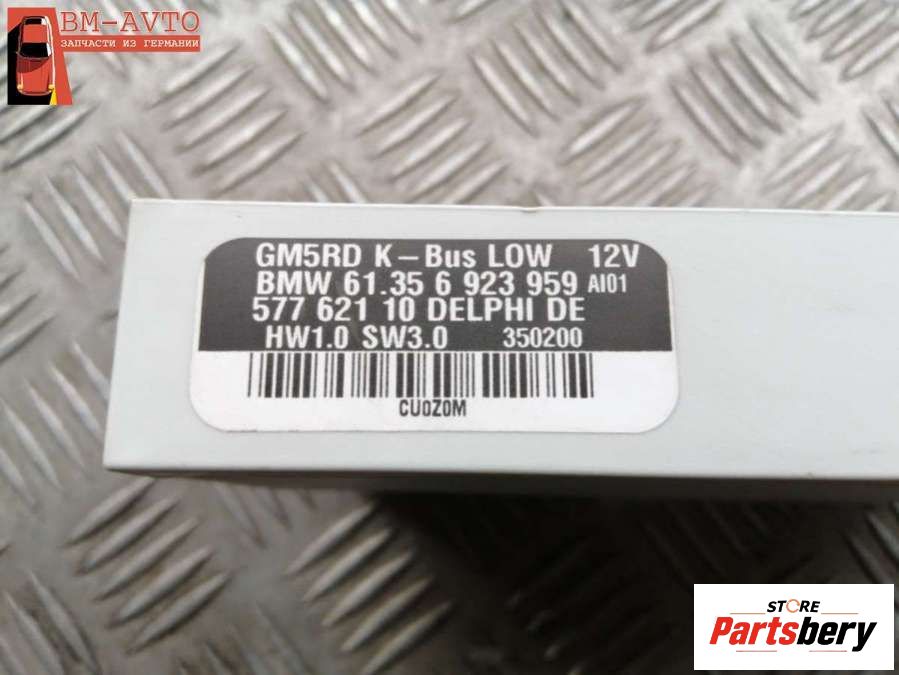 ВМ-AVTO
ЗАПЧАСТИ ИЗ ГЕРМАНИИ
GM5RD K-Bus LOW 12V
BMW 61.35 6 923 959 AI01
577 621 10 DELPHI DE
HW1.0 SW3.0 350200
CU0Z0M
STORE
Partsbery